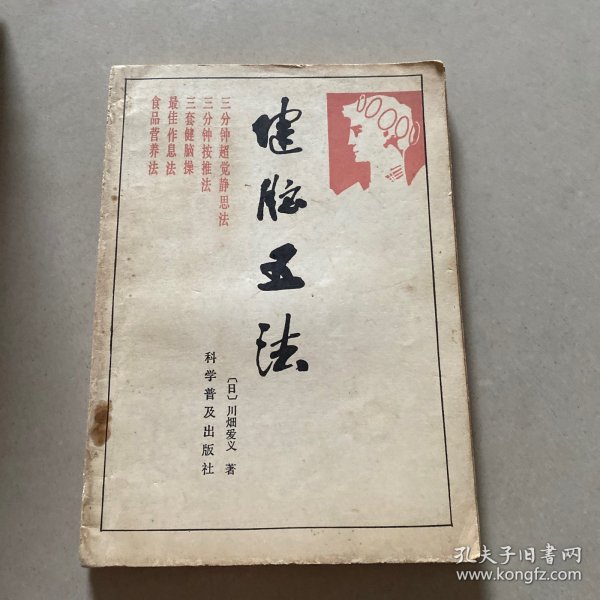 健脑五法
三分钟超觉静思法
三分钟按推法
三套健脑操
最佳作息法
食品营养法
〔日〕川畑爱义 著
科学普及出版社
孔夫子旧书网
www.kongfz.com